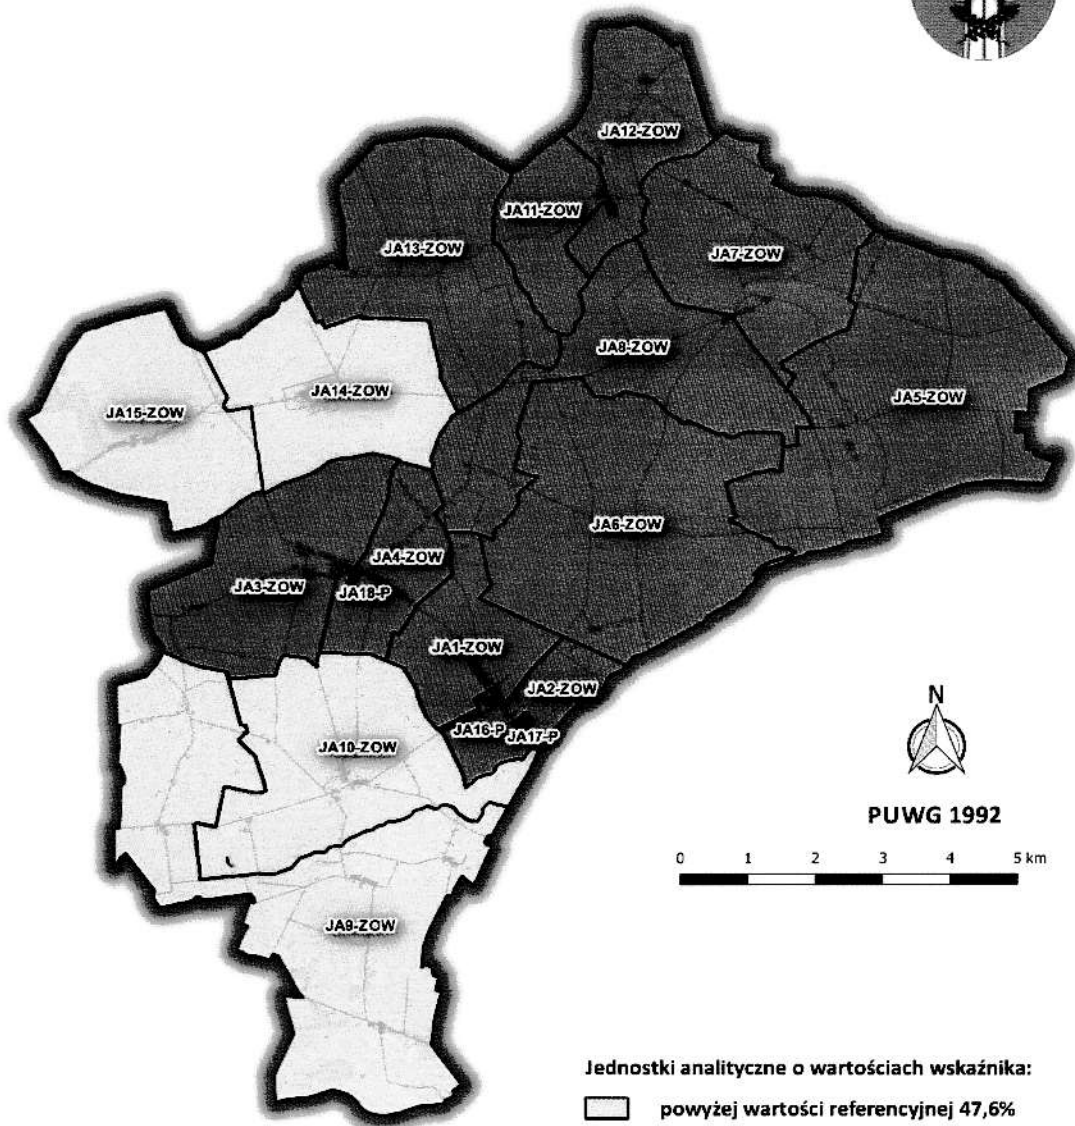 JA12-ZOW
JA11-ZOW
JA13-ZOW
JA7-ZOW
JA8-ZOW
JA14-ZOW
JA15-ZOW
JA5-ZOW
JA6-ZOW
JA4-ZOW
JA3-ZOW
JA18-P
JA1-ZOW
JA2-ZOW
JA16-P
JA17-P
JA10-ZOW
JA9-ZOW
N
PUWG 1992
0 1 2 3 4 5 km
Jednostki analityczne o wartościach wskaźnika:
powyżej wartości referencyjnej 47,6%